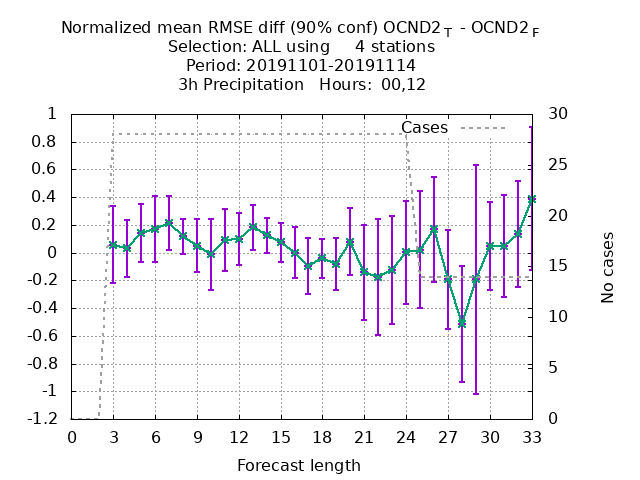 Normalized mean RMSE diff (90% conf) OCND2 T - OCND2 F
Selection: ALL using 4 stations
Period: 20191101-20191114
3h Precipitation Hours: 00,12
Cases
1
0.8
0.6
0.4
0.2
0
-0.2
-0.4
-0.6
-0.8
-1
-1.2
30
25
20
15
10
5
0
No cases
0 3 6 9 12 15 18 21 24 27 30 33
Forecast length